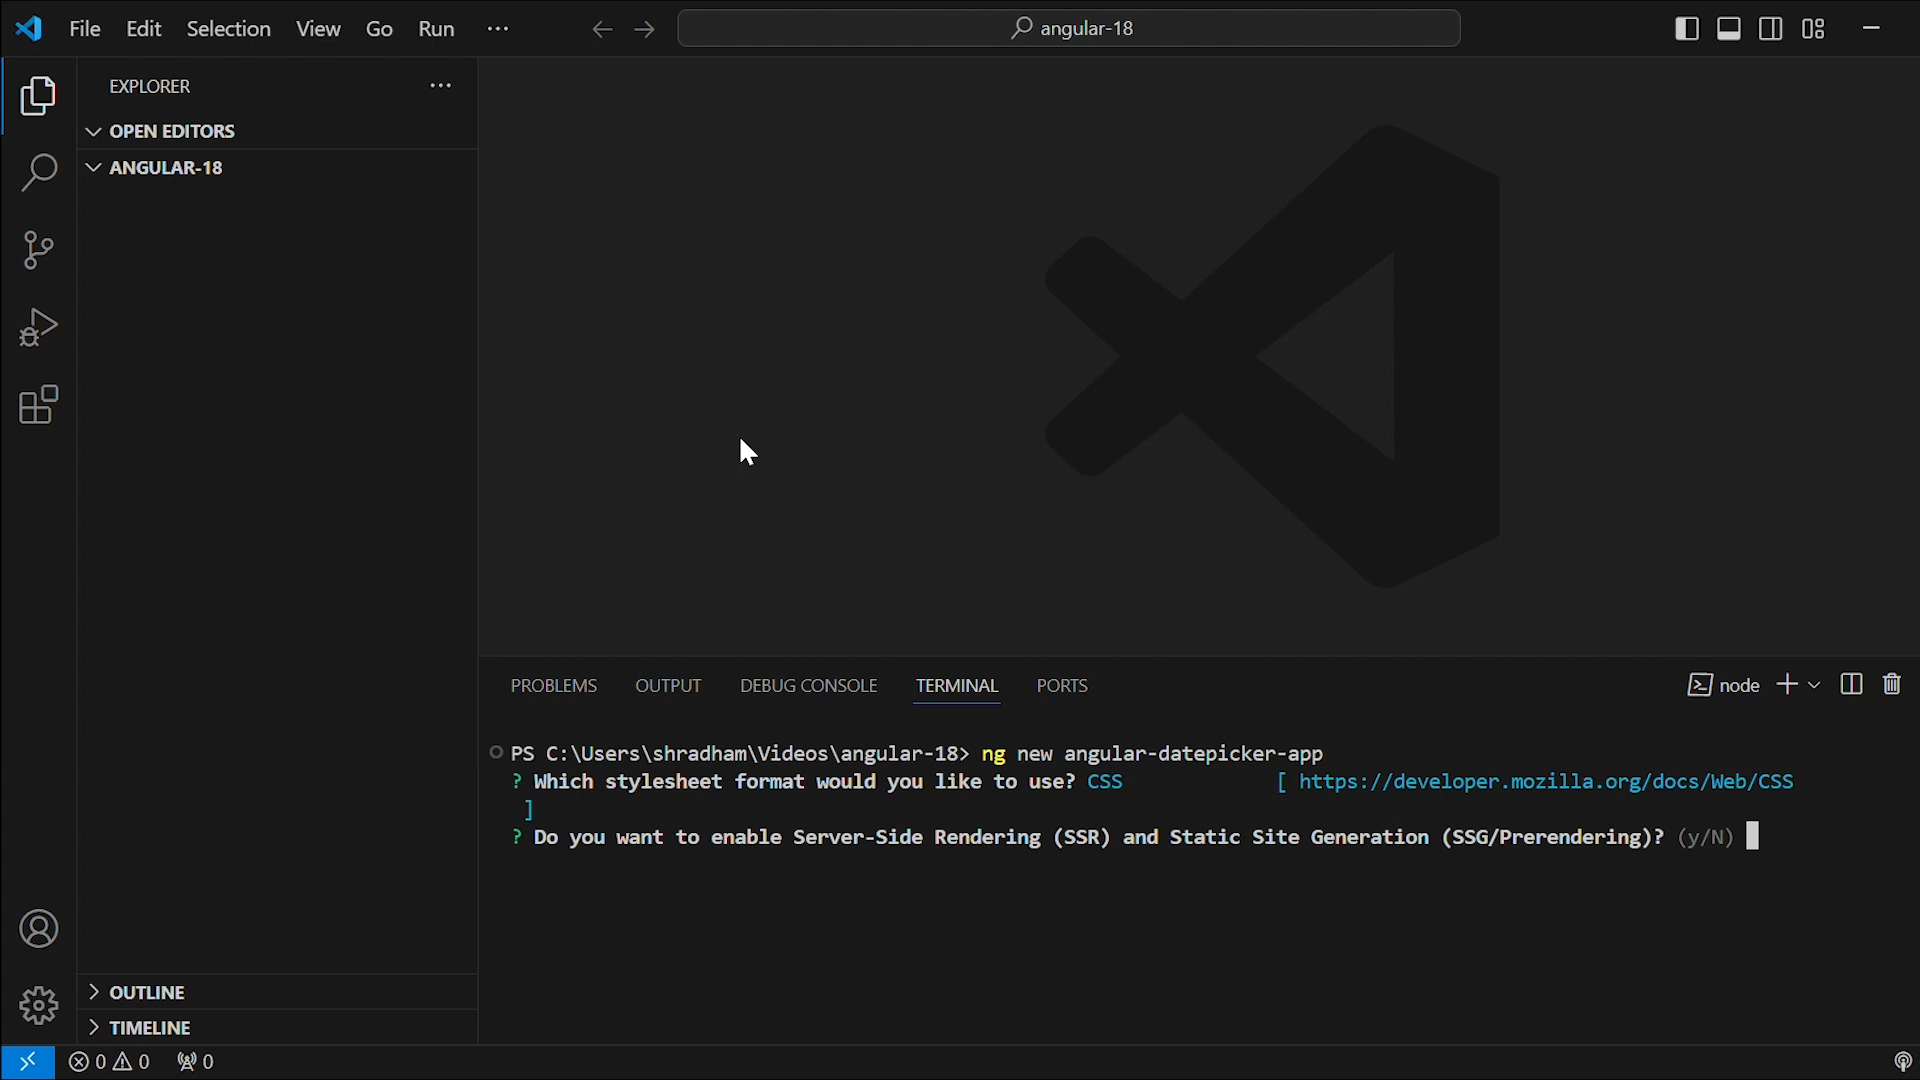 File Edit Selection View Go Run ···
angular-18
EXPLORER ···
OPEN EDITORS
ANGULAR-18
PROBLEMS OUTPUT DEBUG CONSOLE TERMINAL PORTS
node
PS C:\Users\shradham\Videos\angular-18> ng new angular-datepicker-app
? Which stylesheet format would you like to use? CSS [ https://developer.mozilla.org/docs/Web/CSS
]
? Do you want to enable Server-Side Rendering (SSR) and Static Site Generation (SSG/Prerendering)? (y/N)
OUTLINE
TIMELINE
0 0 0